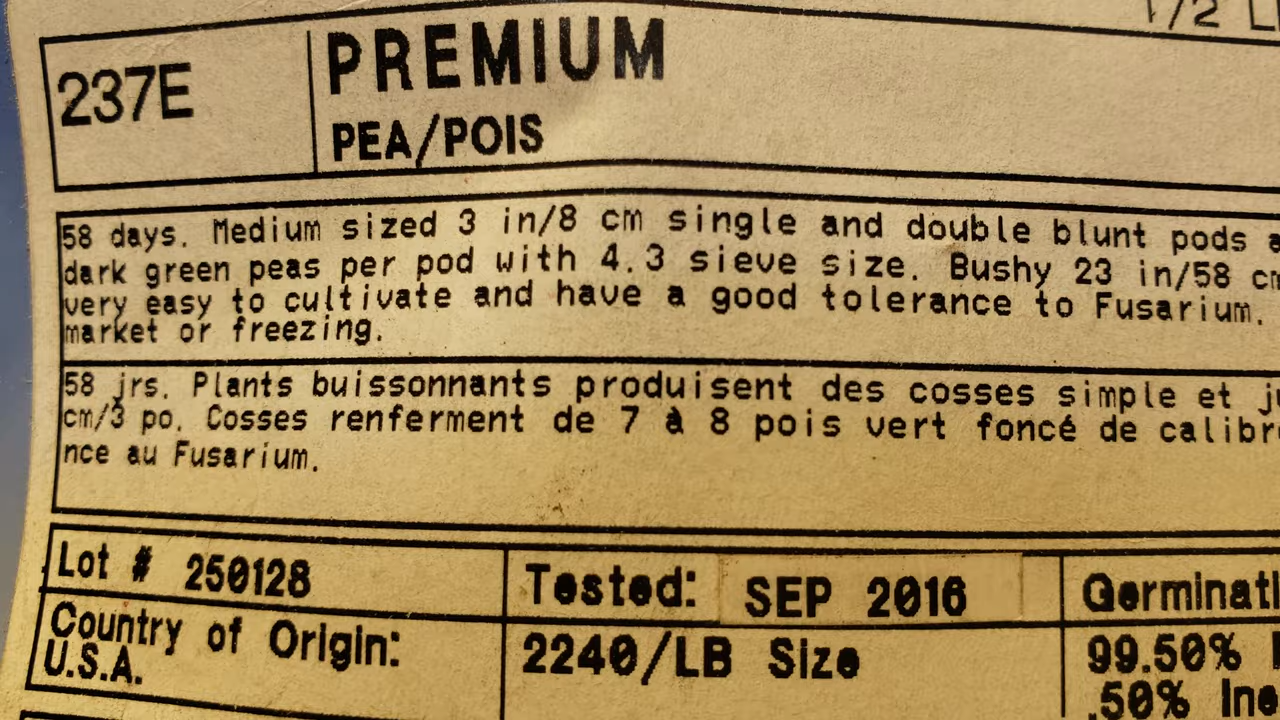 1/2
237E
PREMIUM
PEA/POIS
58 days. Medium sized 3 in/8 cm single and double blunt pods
dark green peas per pod with 4.3 sieve size. Bushy 23 in/58
very easy to cultivate and have a good tolerance to Fusarium.
market or freezing.
58 jrs. Plants buissonnants produisent des cosses simple et
cm/3 po. Cosses renferment de 7 à 8 pois vert foncé de
nce au Fusarium.
Lot # 250128
Tested: SEP 2016
Country of Origin:
U.S.A.
2240/LB Size
99.50%
.50%